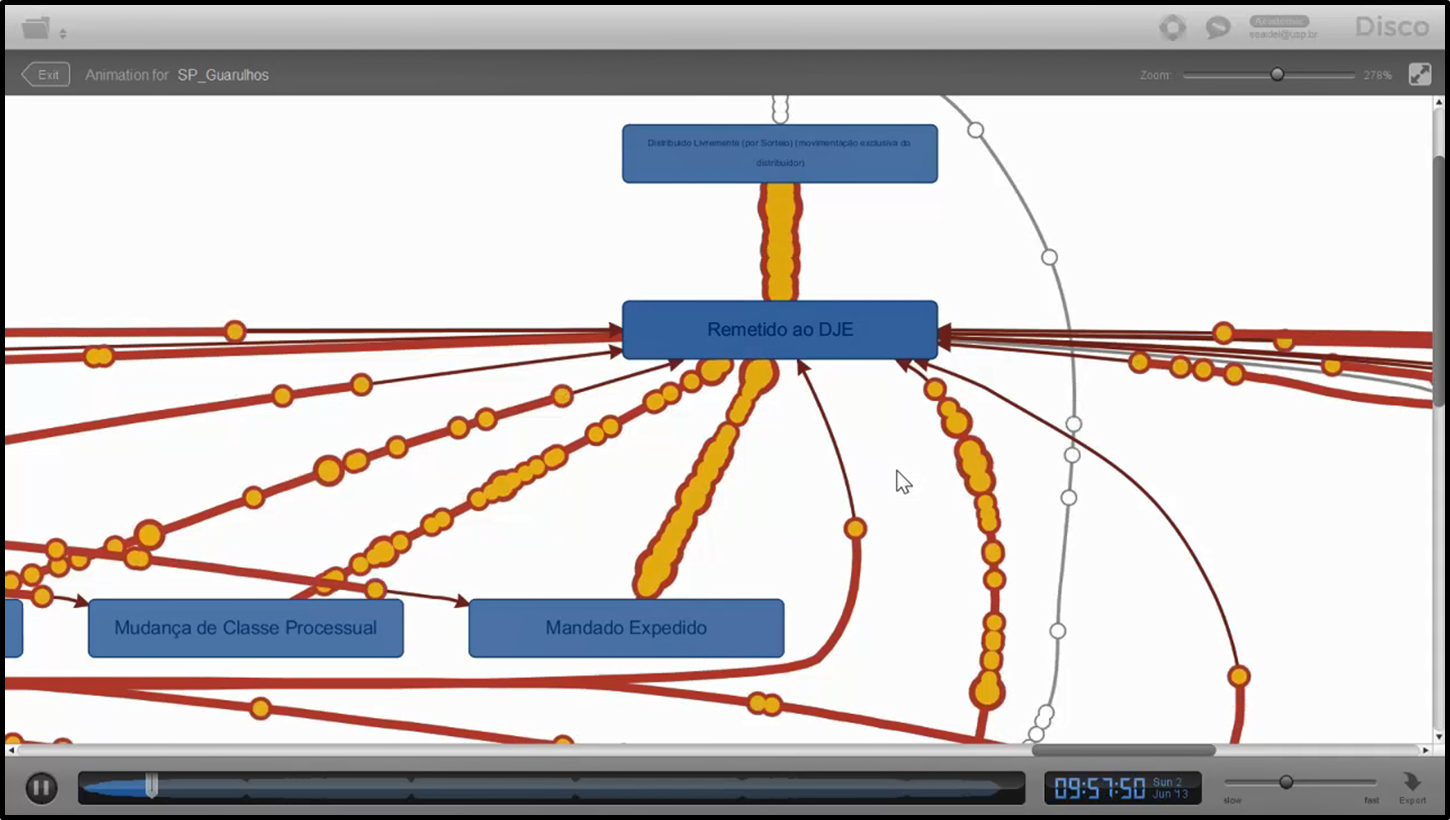 Academic
Disco
Exit
Animation for SP_Guarulhos
Zoom:
278%
Distribuído Livremente (por Sorteio) (movimentação exclusiva do
distribuidor)
Remetido ao DJE
Mudança de Classe Processual
Mandado Expedido
09:57:50
Sun 2
Jun '13
slow
fast
Export